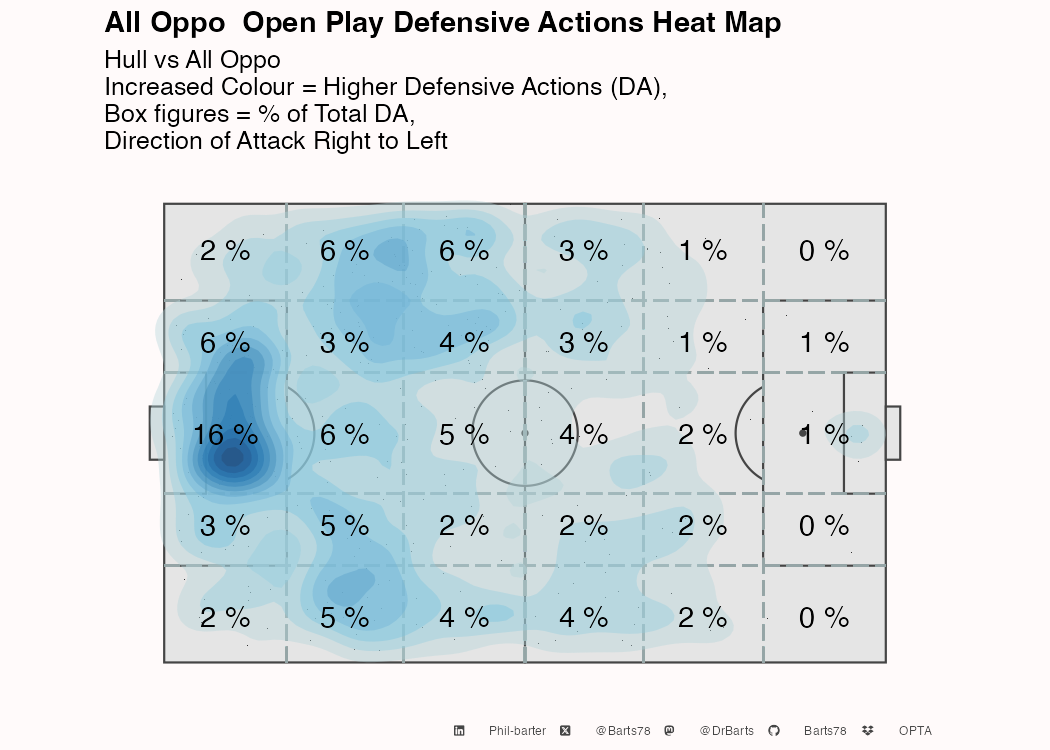 All Oppo  Open Play Defensive Actions Heat Map
Hull vs All Oppo
Increased Colour = Higher Defensive Actions (DA),
Box figures = % of Total DA,
Direction of Attack Right to Left
2 % 6 % 6 % 3 % 1 % 0 %
6 % 3 % 4 % 3 % 1 % 1 %
16 % 6 % 5 % 4 % 2 % 1 %
3 % 5 % 2 % 2 % 2 % 0 %
2 % 5 % 4 % 4 % 2 % 0 %
Phil-barter @Barts78 @DrBarts Barts78 OPTA